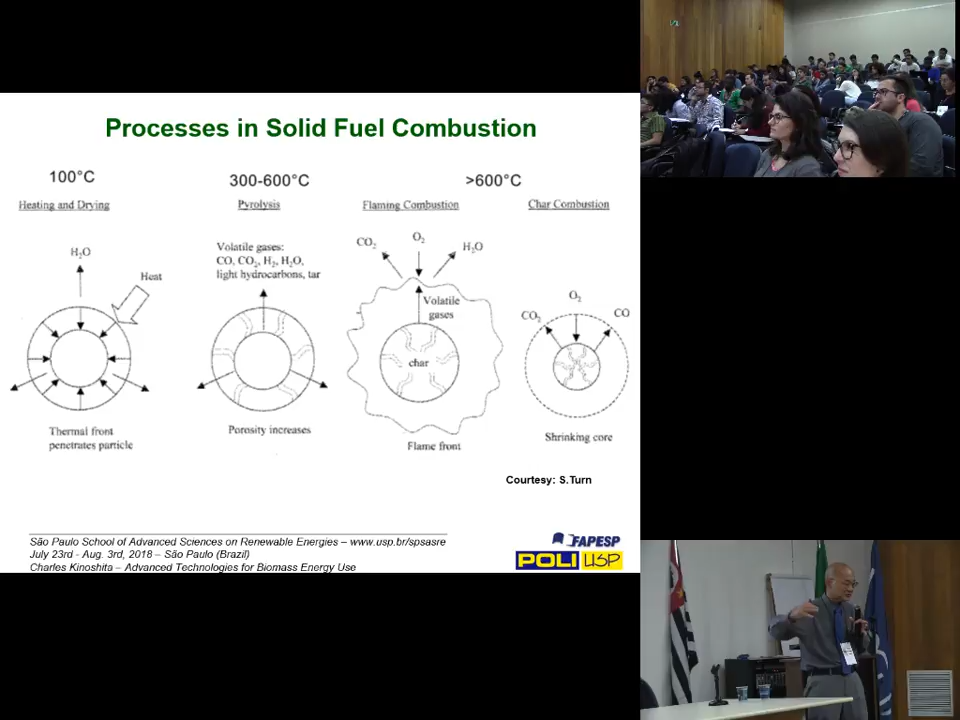 Processes in Solid Fuel Combustion
100°C
300-600°C
>600°C
Heating and Drying
Pyrolysis
Flaming Combustion
Char Combustion
H₂O
Heat
Thermal front
penetrates particle
Volatile gases:
CO, CO₂, H₂, H₂O,
light hydrocarbons, tar
Porosity increases
CO₂
O₂
H₂O
Volatile
gases
char
Flame front
O₂
CO₂
CO
Shrinking core
Courtesy: S.Turn
São Paulo School of Advanced Sciences on Renewable Energies – www.usp.br/spsasre
July 23rd - Aug. 3rd, 2018 – São Paulo (Brazil)
Charles Kinoshita – Advanced Technologies for Biomass Energy Use
FAPESP
POLI USP